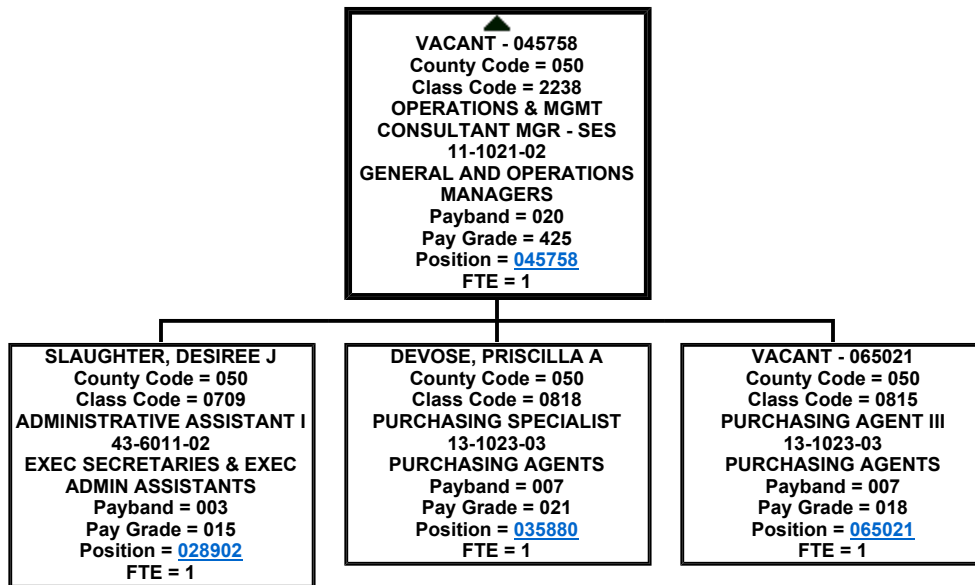 VACANT - 045758
County Code = 050
Class Code = 2238
OPERATIONS & MGMT
CONSULTANT MGR - SES
11-1021-02
GENERAL AND OPERATIONS
MANAGERS
Payband = 020
Pay Grade = 425
Position = 045758
FTE = 1
SLAUGHTER, DESIREE J
County Code = 050
Class Code = 0709
ADMINISTRATIVE ASSISTANT I
43-6011-02
EXEC SECRETARIES & EXEC
ADMIN ASSISTANTS
Payband = 003
Pay Grade = 015
Position = 028902
FTE = 1
DEVOSE, PRISCILLA A
County Code = 050
Class Code = 0818
PURCHASING SPECIALIST
13-1023-03
PURCHASING AGENTS
Payband = 007
Pay Grade = 021
Position = 035880
FTE = 1
VACANT - 065021
County Code = 050
Class Code = 0815
PURCHASING AGENT III
13-1023-03
PURCHASING AGENTS
Payband = 007
Pay Grade = 018
Position = 065021
FTE = 1